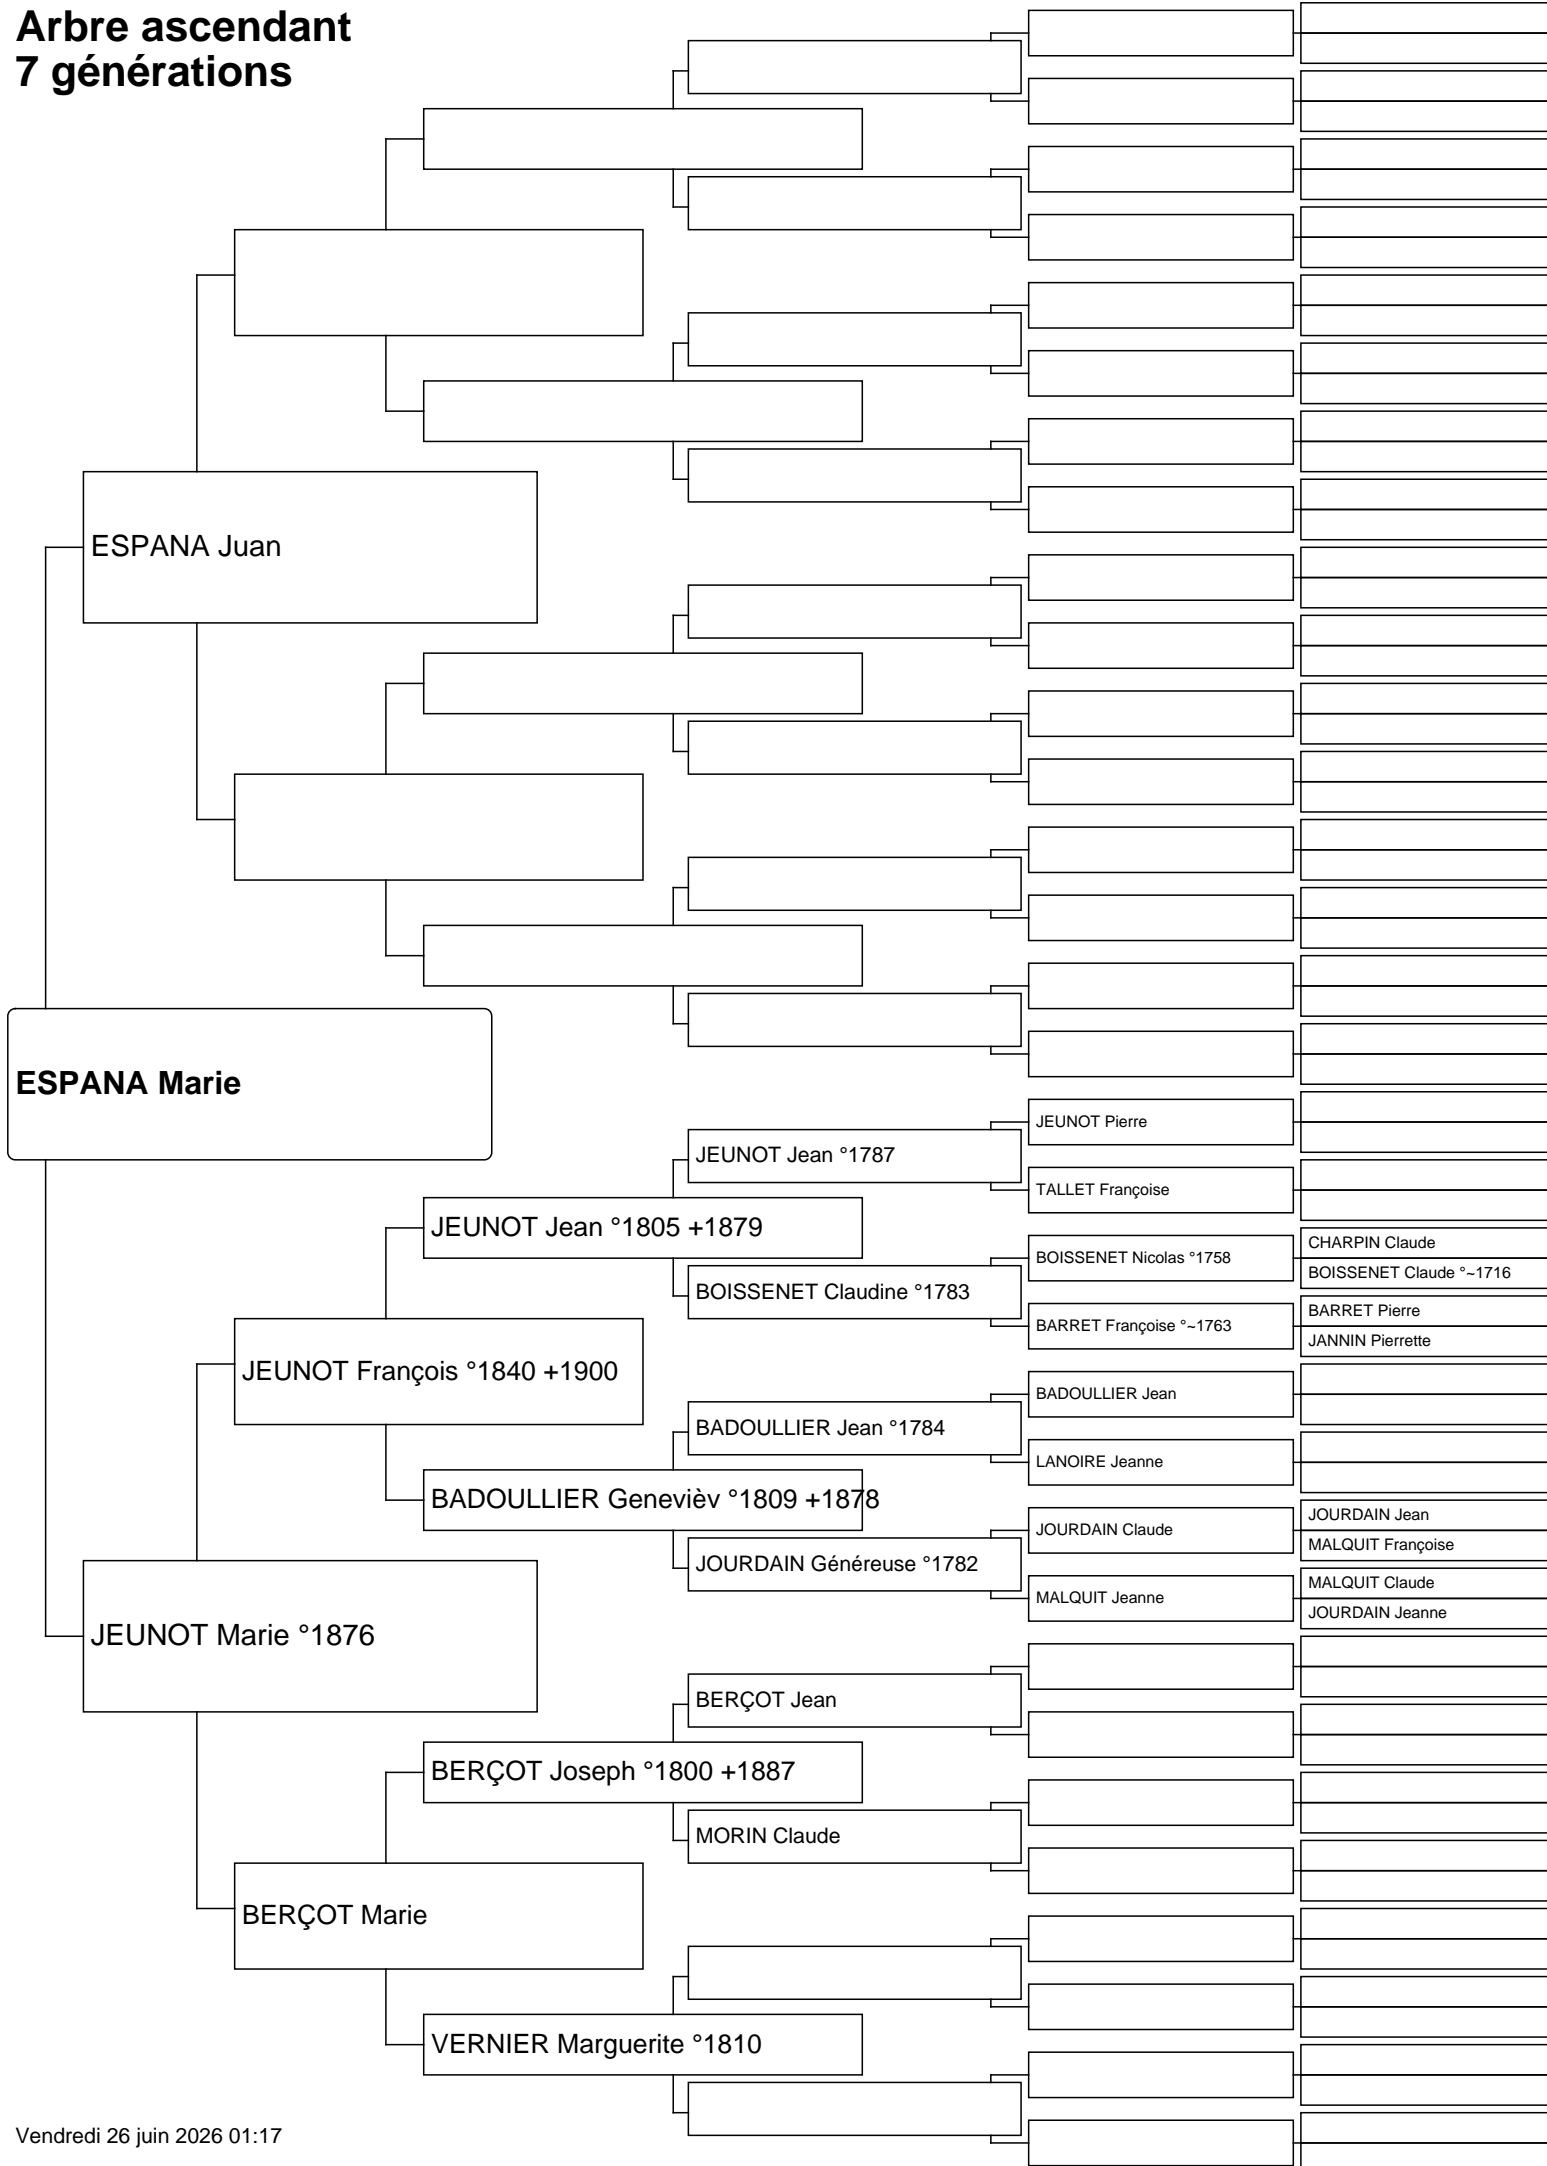 Arbre ascendant
7 générations
ESPANA Juan
ESPANA Marie
JEUNOT Pierre
JEUNOT Jean °1787
TALLET Françoise
JEUNOT Jean °1805 +1879
CHARPIN Claude
BOISSENET Nicolas °1758
BOISSENET Claude °~1716
BOISSENET Claudine °1783
BARRET Pierre
BARRET Françoise °~1763
JANNIN Pierrette
JEUNOT François °1840 +1900
BADOULLIER Jean
BADOULLIER Jean °1784
LANOIRE Jeanne
BADOULLIER Genevièv °1809 +1878
JOURDAIN Jean
JOURDAIN Claude
MALQUIT Françoise
JOURDAIN Généreuse °1782
MALQUIT Claude
MALQUIT Jeanne
JOURDAIN Jeanne
JEUNOT Marie °1876
BERÇOT Jean
BERÇOT Joseph °1800 +1887
MORIN Claude
BERÇOT Marie
VERNIER Marguerite °1810
Vendredi 26 juin 2026 01:17